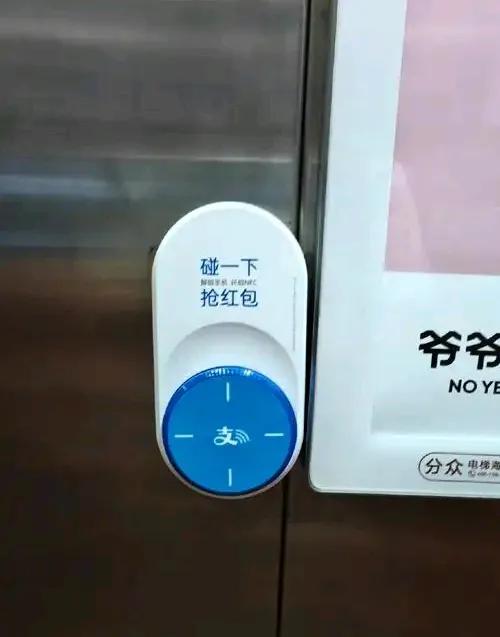 碰一下
解锁手机 开启NFC
抢红包
支
爷爷
NO YE
分众
电梯海